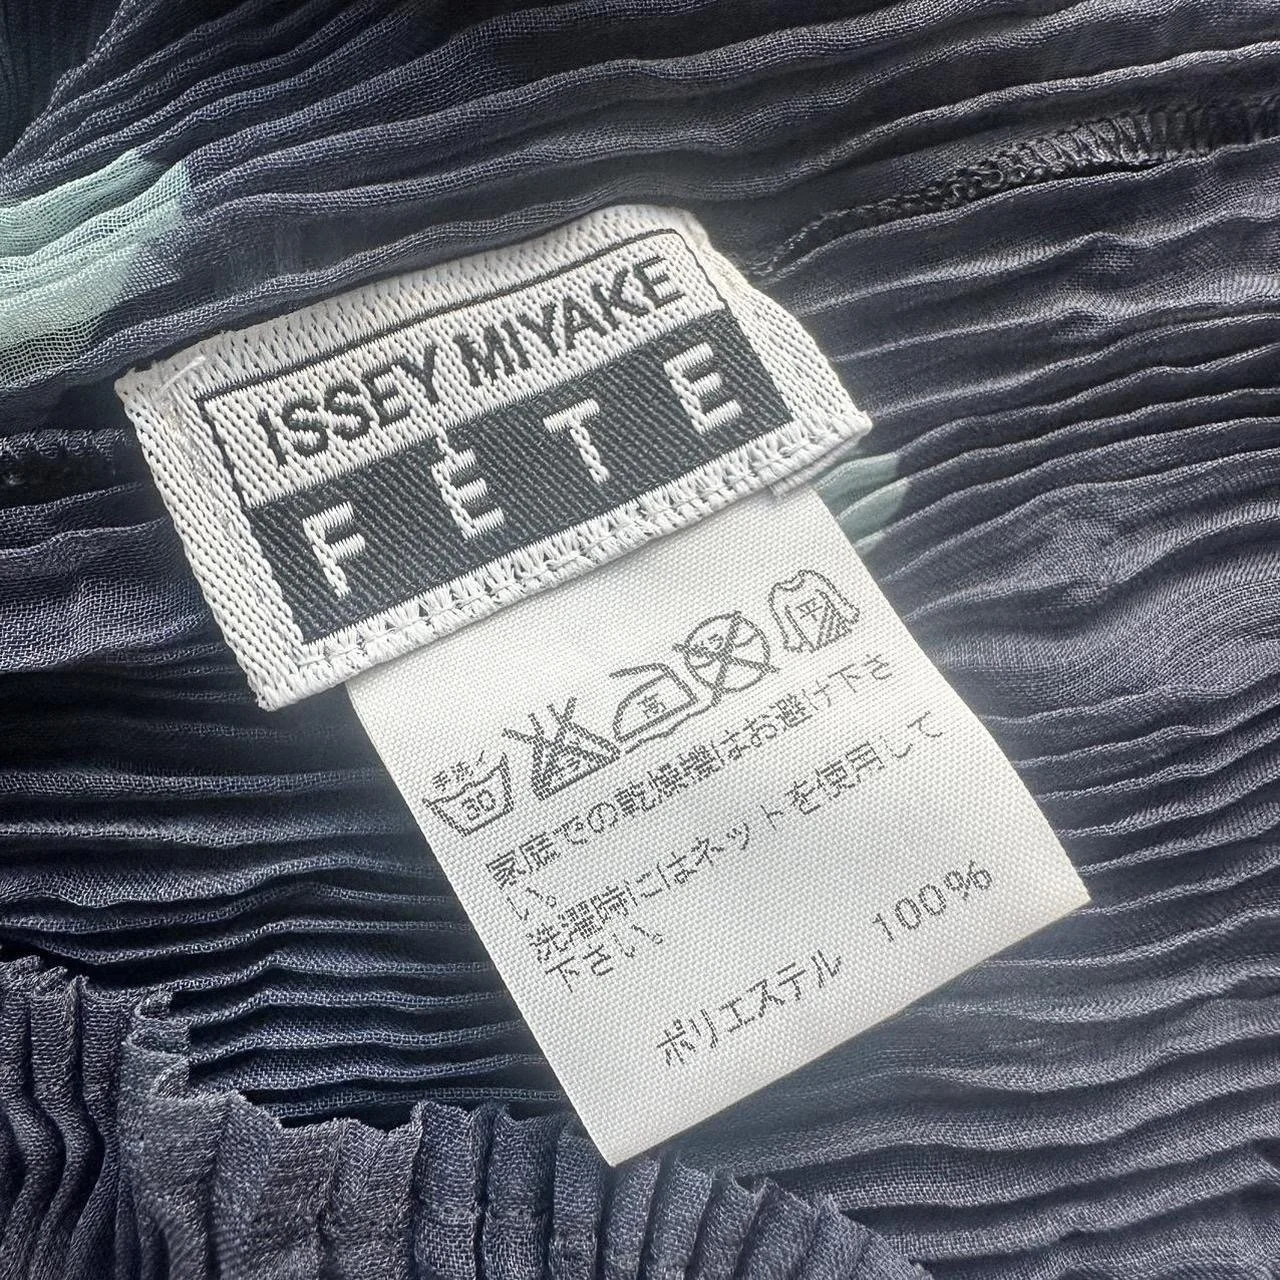 ISSEY MIYAKE
FETE
手洗イ
30
高
家庭での乾燥機はお避け下さ
い。
洗濯時にはネットを使用して
下さい。
ポリエステル 100%